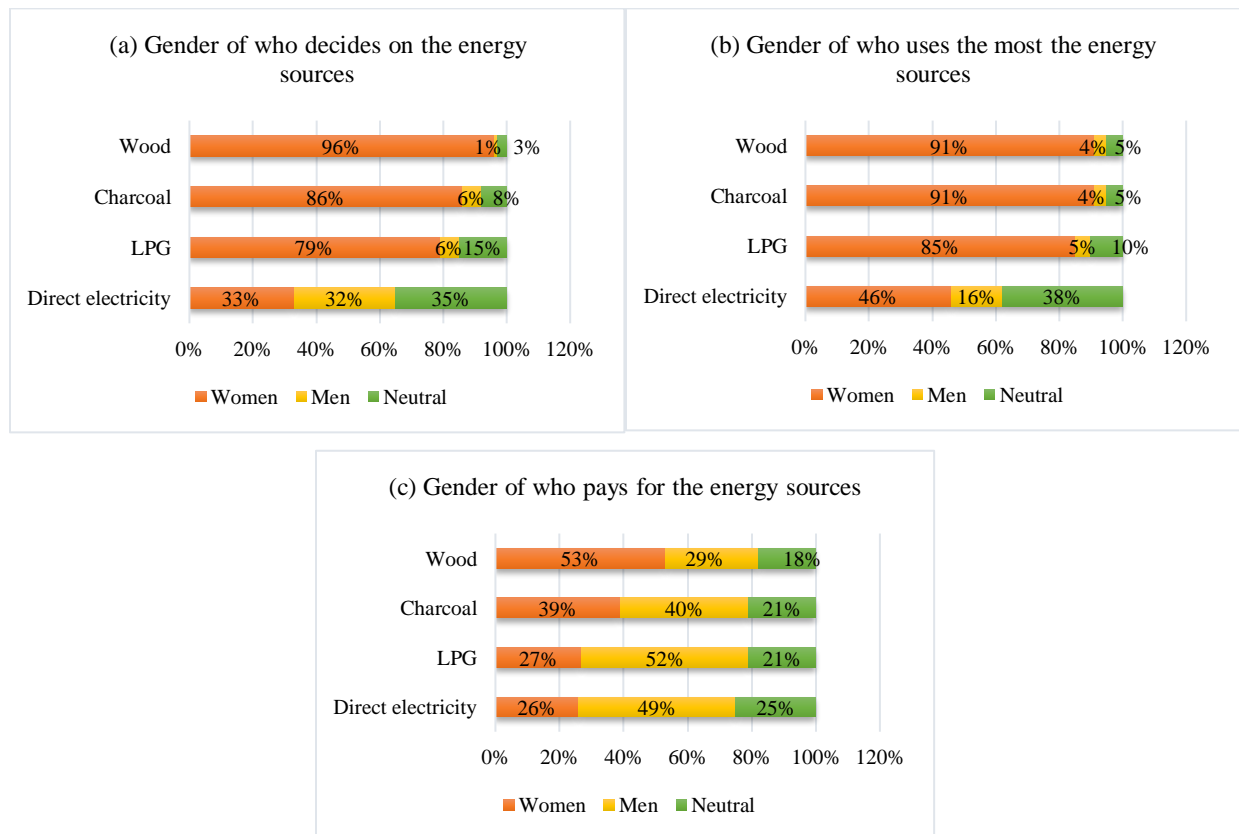 (a) Gender of who decides on the energy
sources
Wood 96% 1% 3%
Charcoal 86% 6% 8%
LPG 79% 6% 15%
Direct electricity 33% 32% 35%
0% 20% 40% 60% 80% 100% 120%
Women Men Neutral
(b) Gender of who uses the most the energy
sources
Wood 91% 4% 5%
Charcoal 91% 4% 5%
LPG 85% 5% 10%
Direct electricity 46% 16% 38%
0% 20% 40% 60% 80% 100% 120%
Women Men Neutral
(c) Gender of who pays for the energy sources
Wood 53% 29% 18%
Charcoal 39% 40% 21%
LPG 27% 52% 21%
Direct electricity 26% 49% 25%
0% 20% 40% 60% 80% 100% 120%
Women Men Neutral